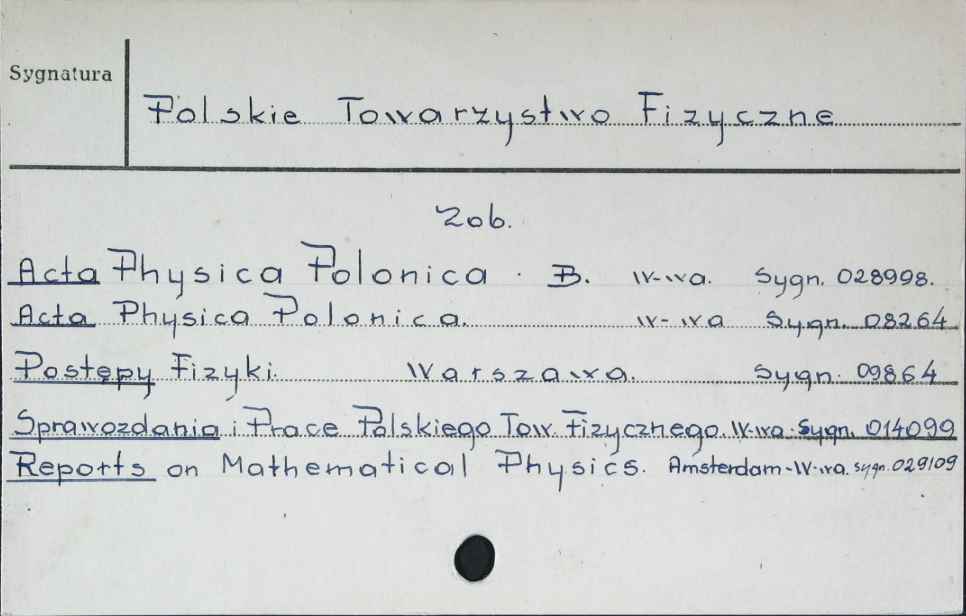 Sygnatura
Polskie Towarzystwo Fizyczne
Zob.
Acta Physica Polonica. B. W-wa. Sygn. 028998.
Acta Physica Polonica. W-wa Sygn. 08264
Postępy Fizyki. Warszawa. Sygn. 09864
Sprawozdania i Prace Polskiego Tow. Fizycznego. W-wa. Sygn. 014099
Reports on Mathematical Physics. Amsterdam-W-wa. sygn. 029109